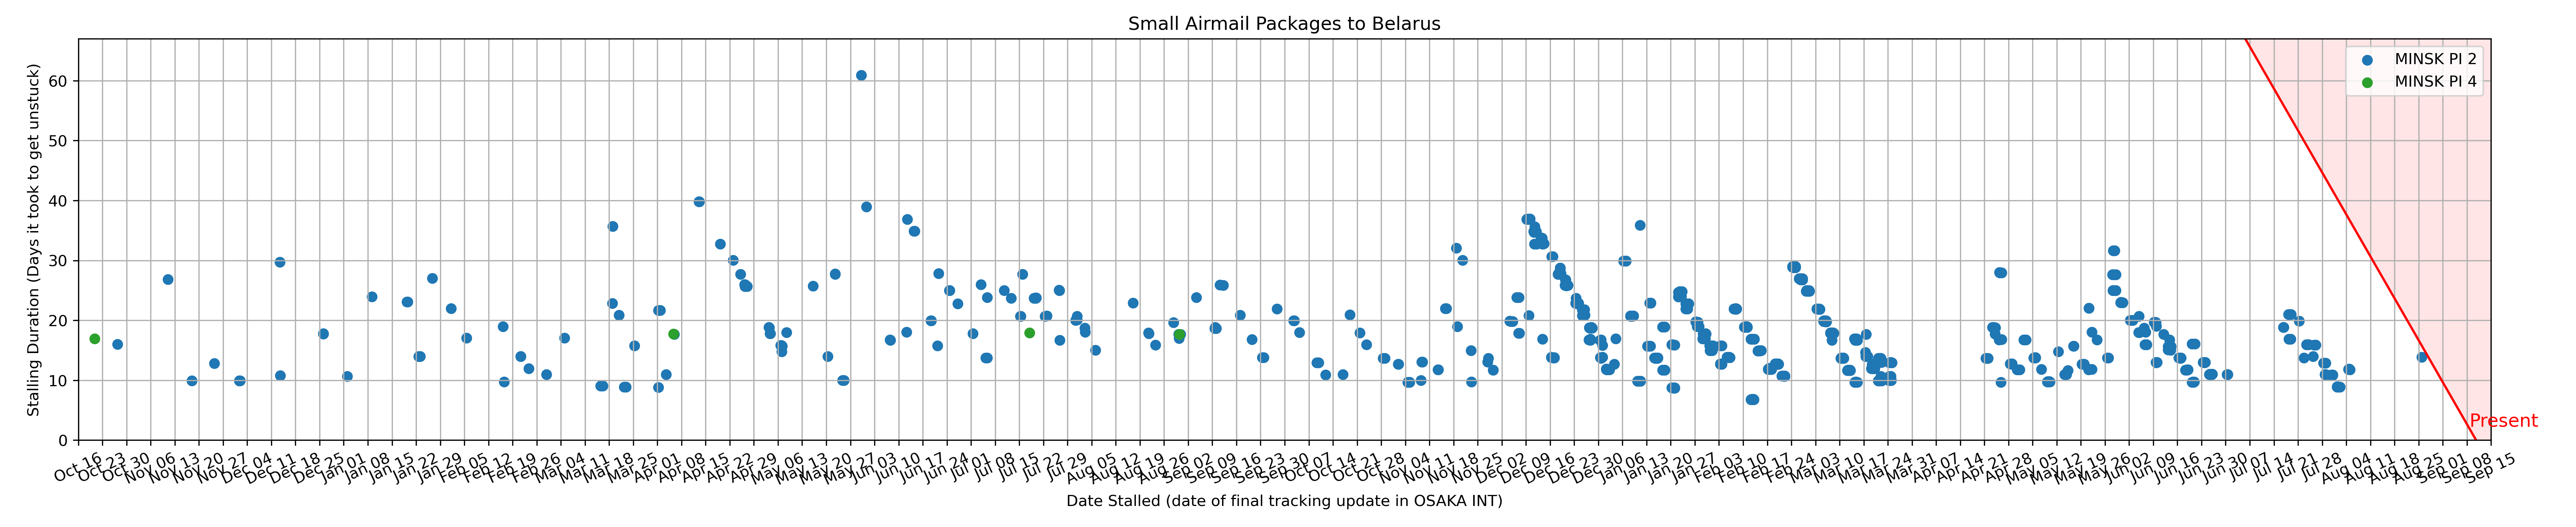 Small Airmail Packages to Belarus
Stalling Duration (Days it took to get unstuck)
60
50
40
30
20
10
0
MINSK PI 2
MINSK PI 4
Present
Oct 16
Oct 23
Oct 30
Nov 06
Nov 13
Nov 20
Nov 27
Dec 04
Dec 11
Dec 18
Dec 25
Jan 01
Jan 08
Jan 15
Jan 22
Jan 29
Feb 05
Feb 12
Feb 19
Feb 26
Mar 04
Mar 11
Mar 18
Mar 25
Apr 01
Apr 08
Apr 15
Apr 22
Apr 29
May 06
May 13
May 20
May 27
Jun 03
Jun 10
Jun 17
Jun 24
Jul 01
Jul 08
Jul 15
Jul 22
Jul 29
Aug 05
Aug 12
Aug 19
Aug 26
Sep 02
Sep 09
Sep 16
Sep 23
Sep 30
Oct 07
Oct 14
Oct 21
Oct 28
Nov 04
Nov 11
Nov 18
Nov 25
Dec 02
Dec 09
Dec 16
Dec 23
Dec 30
Jan 06
Jan 13
Jan 20
Jan 27
Feb 03
Feb 10
Feb 17
Feb 24
Mar 03
Mar 10
Mar 17
Mar 24
Mar 31
Apr 07
Apr 14
Apr 21
Apr 28
May 05
May 12
May 19
May 26
Jun 02
Jun 09
Jun 16
Jun 23
Jun 30
Jul 07
Jul 14
Jul 21
Jul 28
Aug 04
Aug 11
Aug 18
Aug 25
Sep 01
Sep 08
Sep 15
Date Stalled (date of final tracking update in OSAKA INT)